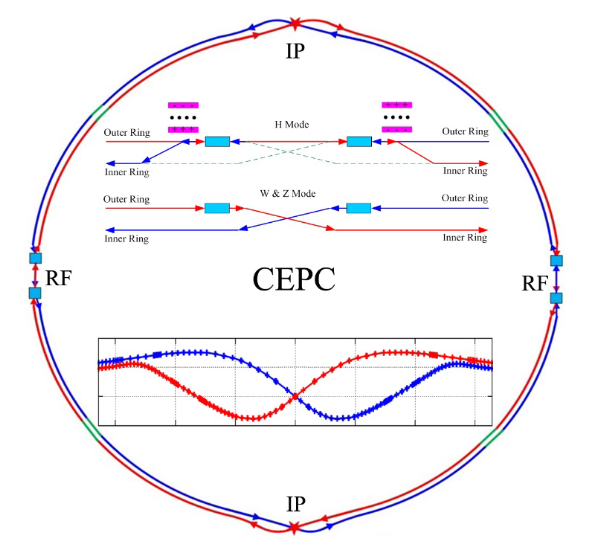 IP
H Mode
Outer Ring
Outer Ring
Inner Ring
Inner Ring
W & Z Mode
Outer Ring
Outer Ring
Inner Ring
Inner Ring
RF
CEPC
RF
IP